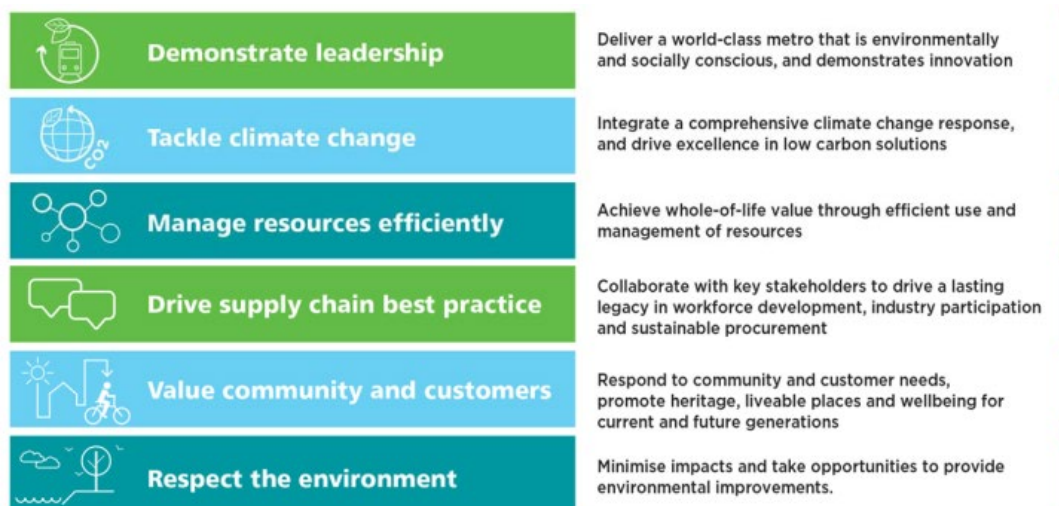 Demonstrate leadership
Deliver a world-class metro that is environmentally
and socially conscious, and demonstrates innovation
CO2
Tackle climate change
Integrate a comprehensive climate change response,
and drive excellence in low carbon solutions
Manage resources efficiently
Achieve whole-of-life value through efficient use and
management of resources
Drive supply chain best practice
Collaborate with key stakeholders to drive a lasting
legacy in workforce development, industry participation
and sustainable procurement
Value community and customers
Respond to community and customer needs,
promote heritage, liveable places and wellbeing for
current and future generations
Respect the environment
Minimise impacts and take opportunities to provide
environmental improvements.